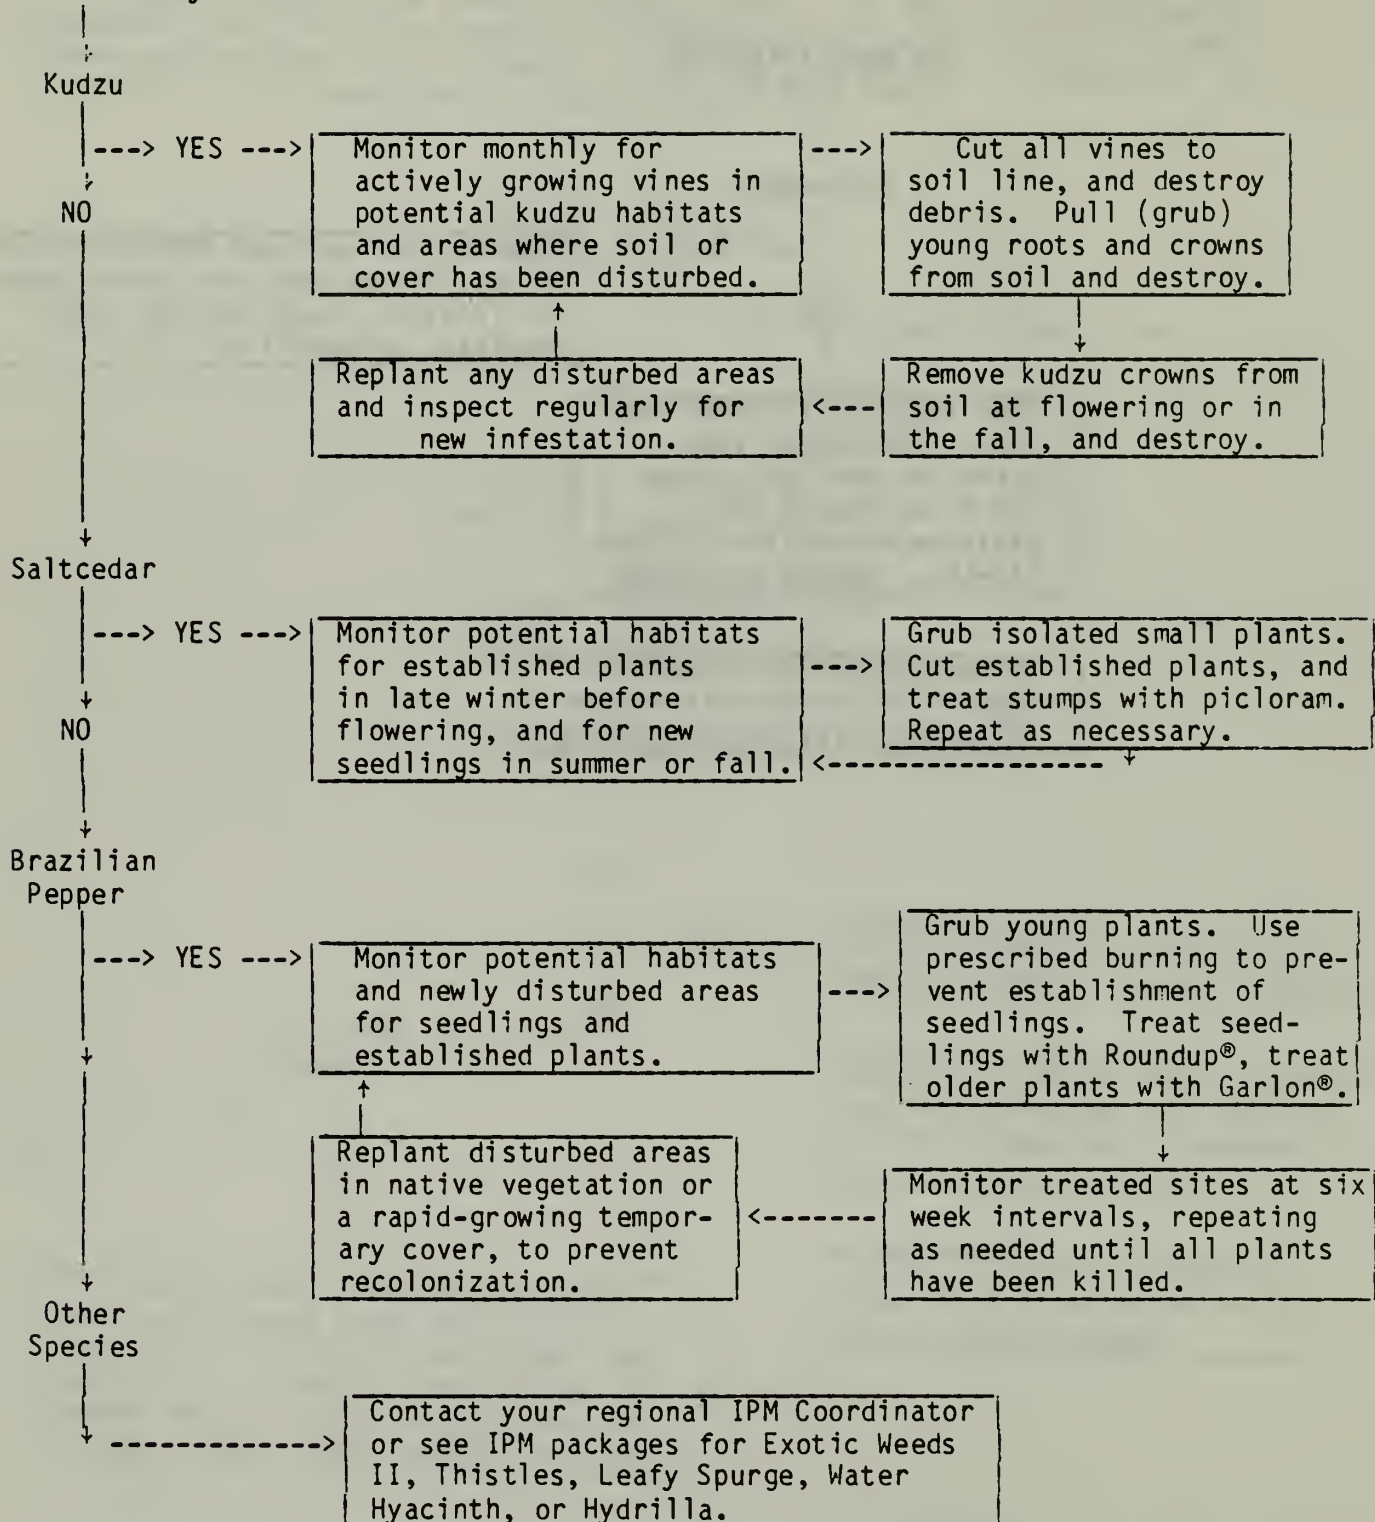 Kudzu
---> YES --->
Monitor monthly for
actively growing vines in
potential kudzu habitats
and areas where soil or
cover has been disturbed.
--->
Cut all vines to
soil line, and destroy
debris. Pull (grub)
young roots and crowns
from soil and destroy.
NO
Remove kudzu crowns from
soil at flowering or in
the fall, and destroy.
<---
Replant any disturbed areas
and inspect regularly for
new infestation.
Saltcedar
---> YES --->
Monitor potential habitats
for established plants
in late winter before
flowering, and for new
seedlings in summer or fall.
--->
Grub isolated small plants.
Cut established plants, and
treat stumps with picloram.
Repeat as necessary.
<-----------------
NO
Brazilian
Pepper
---> YES --->
Monitor potential habitats
and newly disturbed areas
for seedlings and
established plants.
--->
Grub young plants. Use
prescribed burning to pre-
vent establishment of
seedlings. Treat seed-
lings with Roundup®, treat
older plants with Garlon®.
Monitor treated sites at six
week intervals, repeating
as needed until all plants
have been killed.
<-------
Replant disturbed areas
in native vegetation or
a rapid-growing tempor-
ary cover, to prevent
recolonization.
Other
Species
------------->
Contact your regional IPM Coordinator
or see IPM packages for Exotic Weeds
II, Thistles, Leafy Spurge, Water
Hyacinth, or Hydrilla.